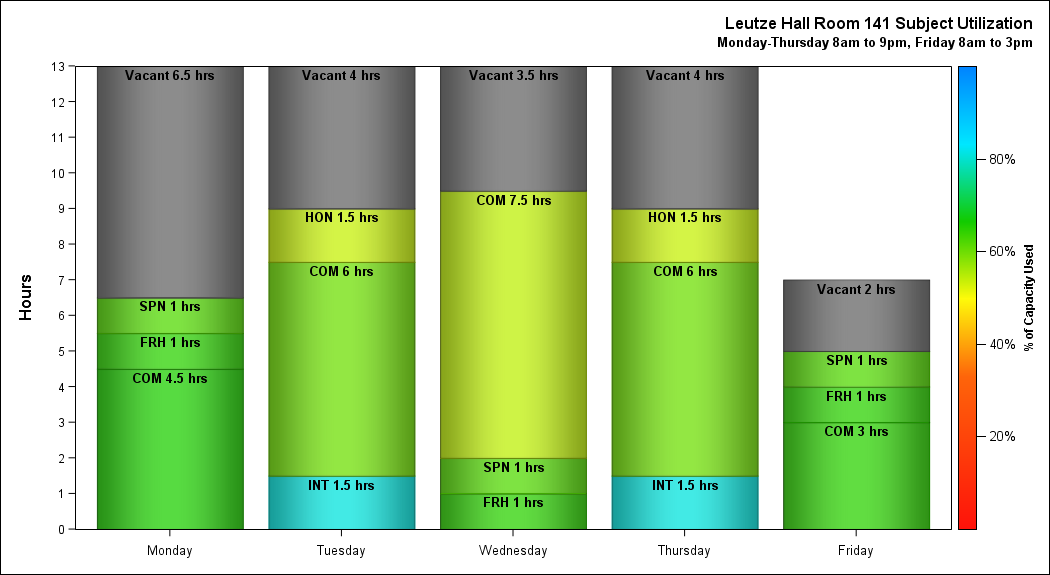 Leutze Hall Room 141 Subject Utilization
Monday-Thursday 8am to 9pm, Friday 8am to 3pm
Hours
13
12
11
10
9
8
7
6
5
4
3
2
1
0
Vacant 6.5 hrs
SPN 1 hrs
FRH 1 hrs
COM 4.5 hrs
Vacant 4 hrs
HON 1.5 hrs
COM 6 hrs
INT 1.5 hrs
Vacant 3.5 hrs
COM 7.5 hrs
SPN 1 hrs
FRH 1 hrs
Vacant 4 hrs
HON 1.5 hrs
COM 6 hrs
INT 1.5 hrs
Vacant 2 hrs
SPN 1 hrs
FRH 1 hrs
COM 3 hrs
Monday
Tuesday
Wednesday
Thursday
Friday
80%
60%
40%
20%
% of Capacity Used